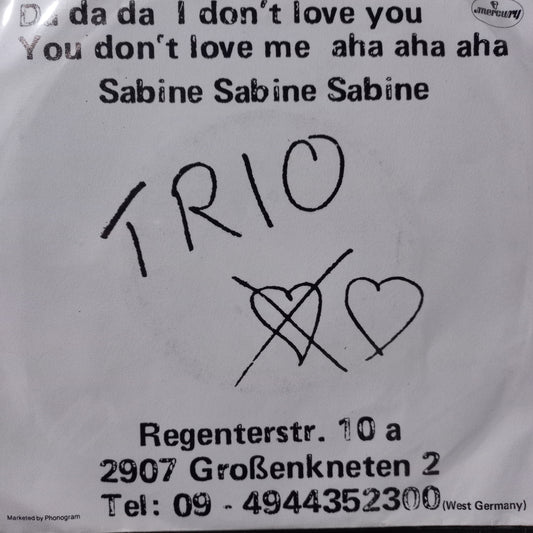 Da da da I don't love you
mercury
You don't love me aha aha aha
Sabine Sabine Sabine
TRIO
Regenterstr. 10 a
2907 Großenkneten 2
Tel: 09 - 4944352300 (West Germany)
Marketed by Phonogram